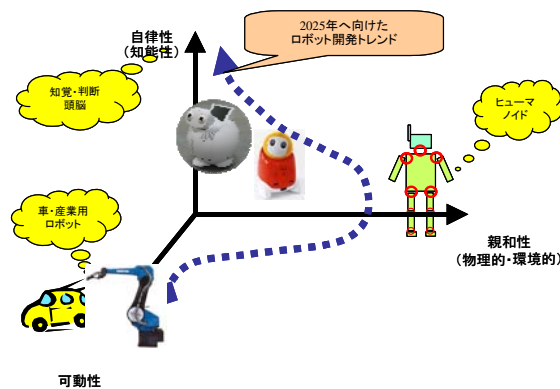 2025年へ向けた
ロボット開発トレンド
自律性
(知能性)
知覚・判断
頭脳
ヒューマ
ノイド
車・産業用
ロボット
親和性
(物理的・環境的)
可動性